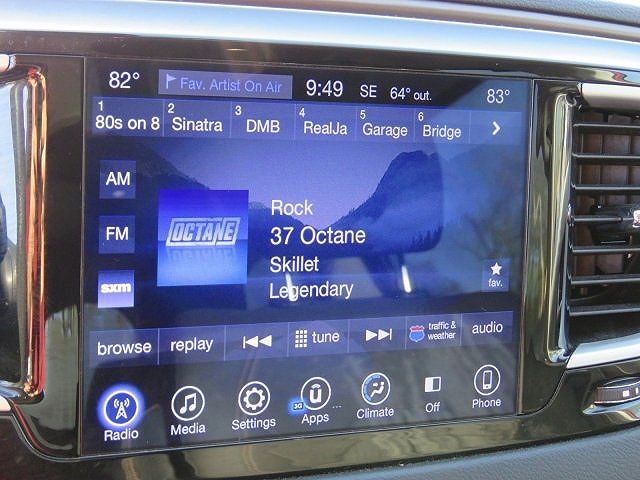 82° Fav. Artist On Air 9:49 SE 64° out. 83°
1 2 3 4 5 6
80s on 8 Sinatra DMB RealJa Garage Bridge
AM
FM
sxm
OCTANE
Rock
37 Octane
Skillet
Legendary
fav.
browse replay tune traffic & weather audio
Radio Media Settings 3G Apps ... Climate Off Phone